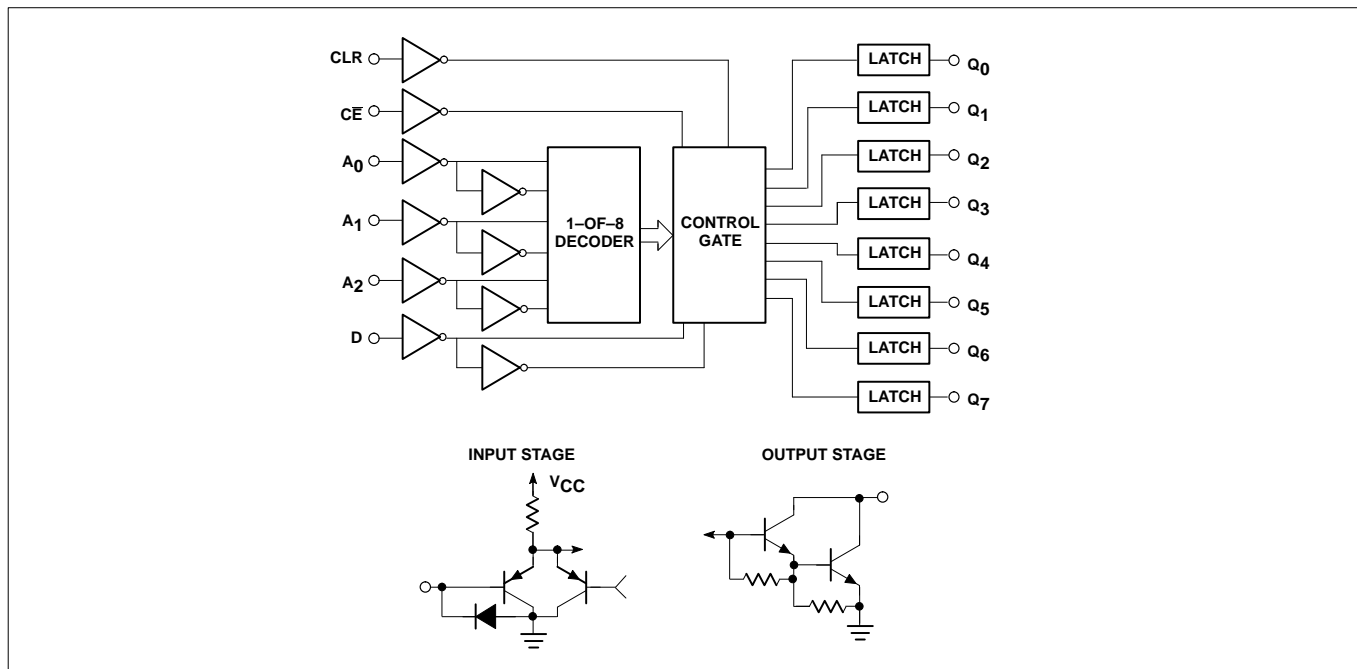 CLR
CE̅
A0
A1
A2
D
1–OF–8
DECODER
CONTROL
GATE
LATCH Q0
LATCH Q1
LATCH Q2
LATCH Q3
LATCH Q4
LATCH Q5
LATCH Q6
LATCH Q7
INPUT STAGE
VCC
OUTPUT STAGE